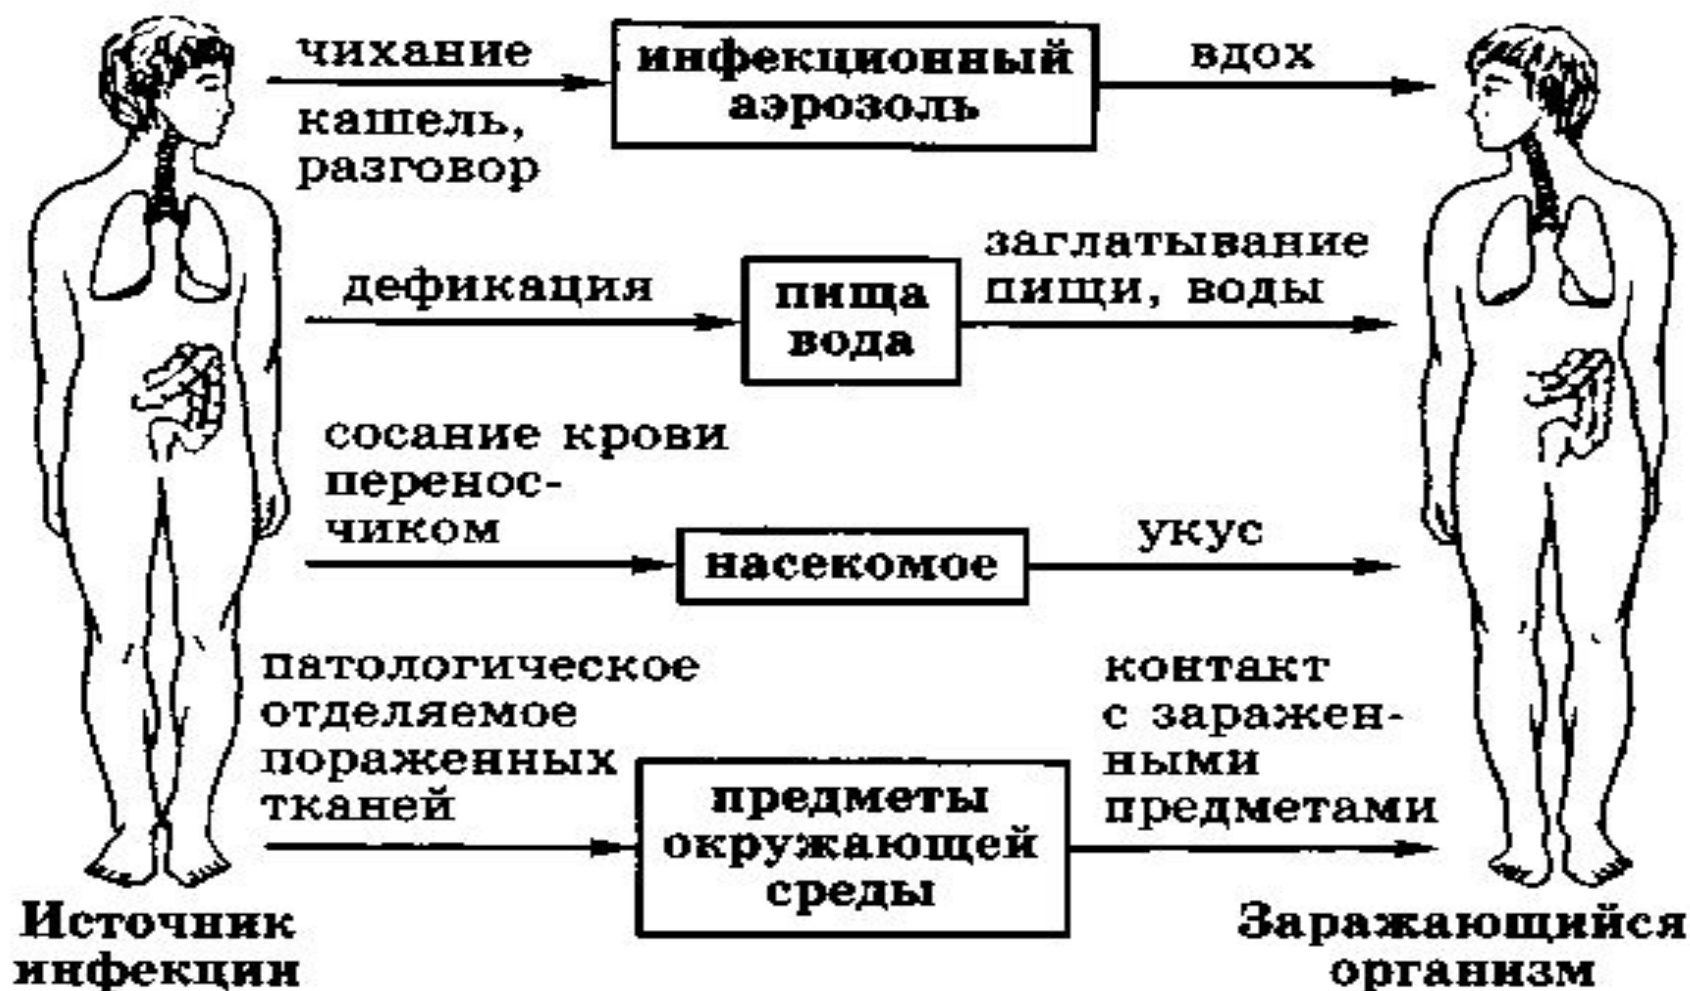 чихание
кашель,
разговор
инфекционный
аэрозоль
вдох
дефикация
пища
вода
заглатывание
пищи, воды
сосание крови
перенос-
чиком
насекомое
укус
патологическое
отделяемое
пораженных
тканей
предметы
окружающей
среды
контакт
с заражен-
ными
предметами
Источник
инфекции
Заражающийся
организм